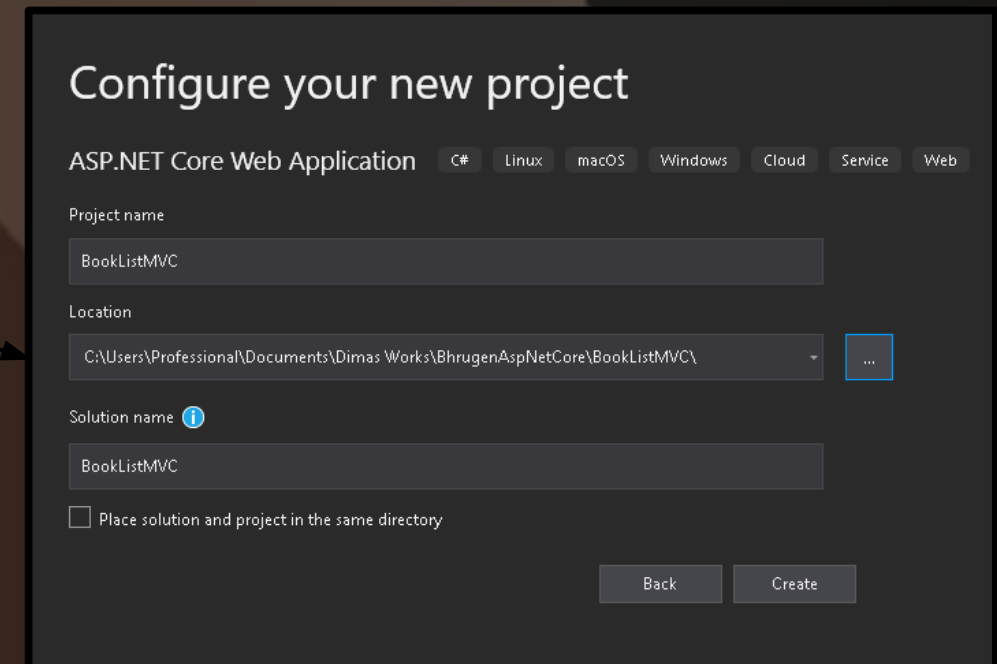 Configure your new project
ASP.NET Core Web Application C# Linux macOS Windows Cloud Service Web
Project name
BookListMVC
Location
C:\Users\Professional\Documents\Dimas Works\BhrugenAspNetCore\BookListMVC\ ...
Solution name i
BookListMVC
Place solution and project in the same directory
Back Create